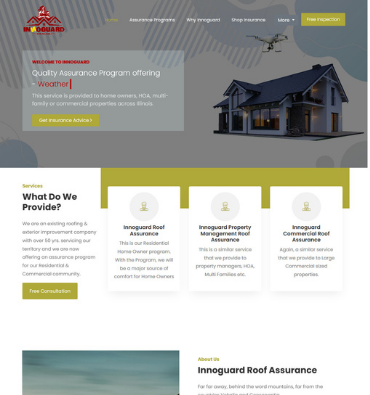 INNOGUARD
Home Assurance Programs Why Innoguard Shop Insurance More Free Inspection
WELCOME TO INNOGUARD
Quality Assurance Program offering
- Weather
This service is provided to home owners, HOA, multi-
family or commercial properties across Illinois.
Get Insurance Advice !
Services
What Do We
Provide?
We are an existing roofing &
exterior improvement company
with over 50 yrs, servicing our
territory and we are now
offering an assurance program
for our Residential &
Commercial community.
Free Consultation
Innoguard Roof
Assurance
This is our Residential
Home Owner program,
With the Program, we will
be a major source of
comfort for Home Owners
Innoguard Property
Management Roof
Assurance
This is a similar service
that we provide to
property managers, HOA,
Multi Families etc.
Innoguard
Commercial Roof
Assurance
Again, a similar service
that we provide to Large
Commercial sized
properties.
About Us
Innoguard Roof Assurance
Far far away, behind the word mountains, far from the